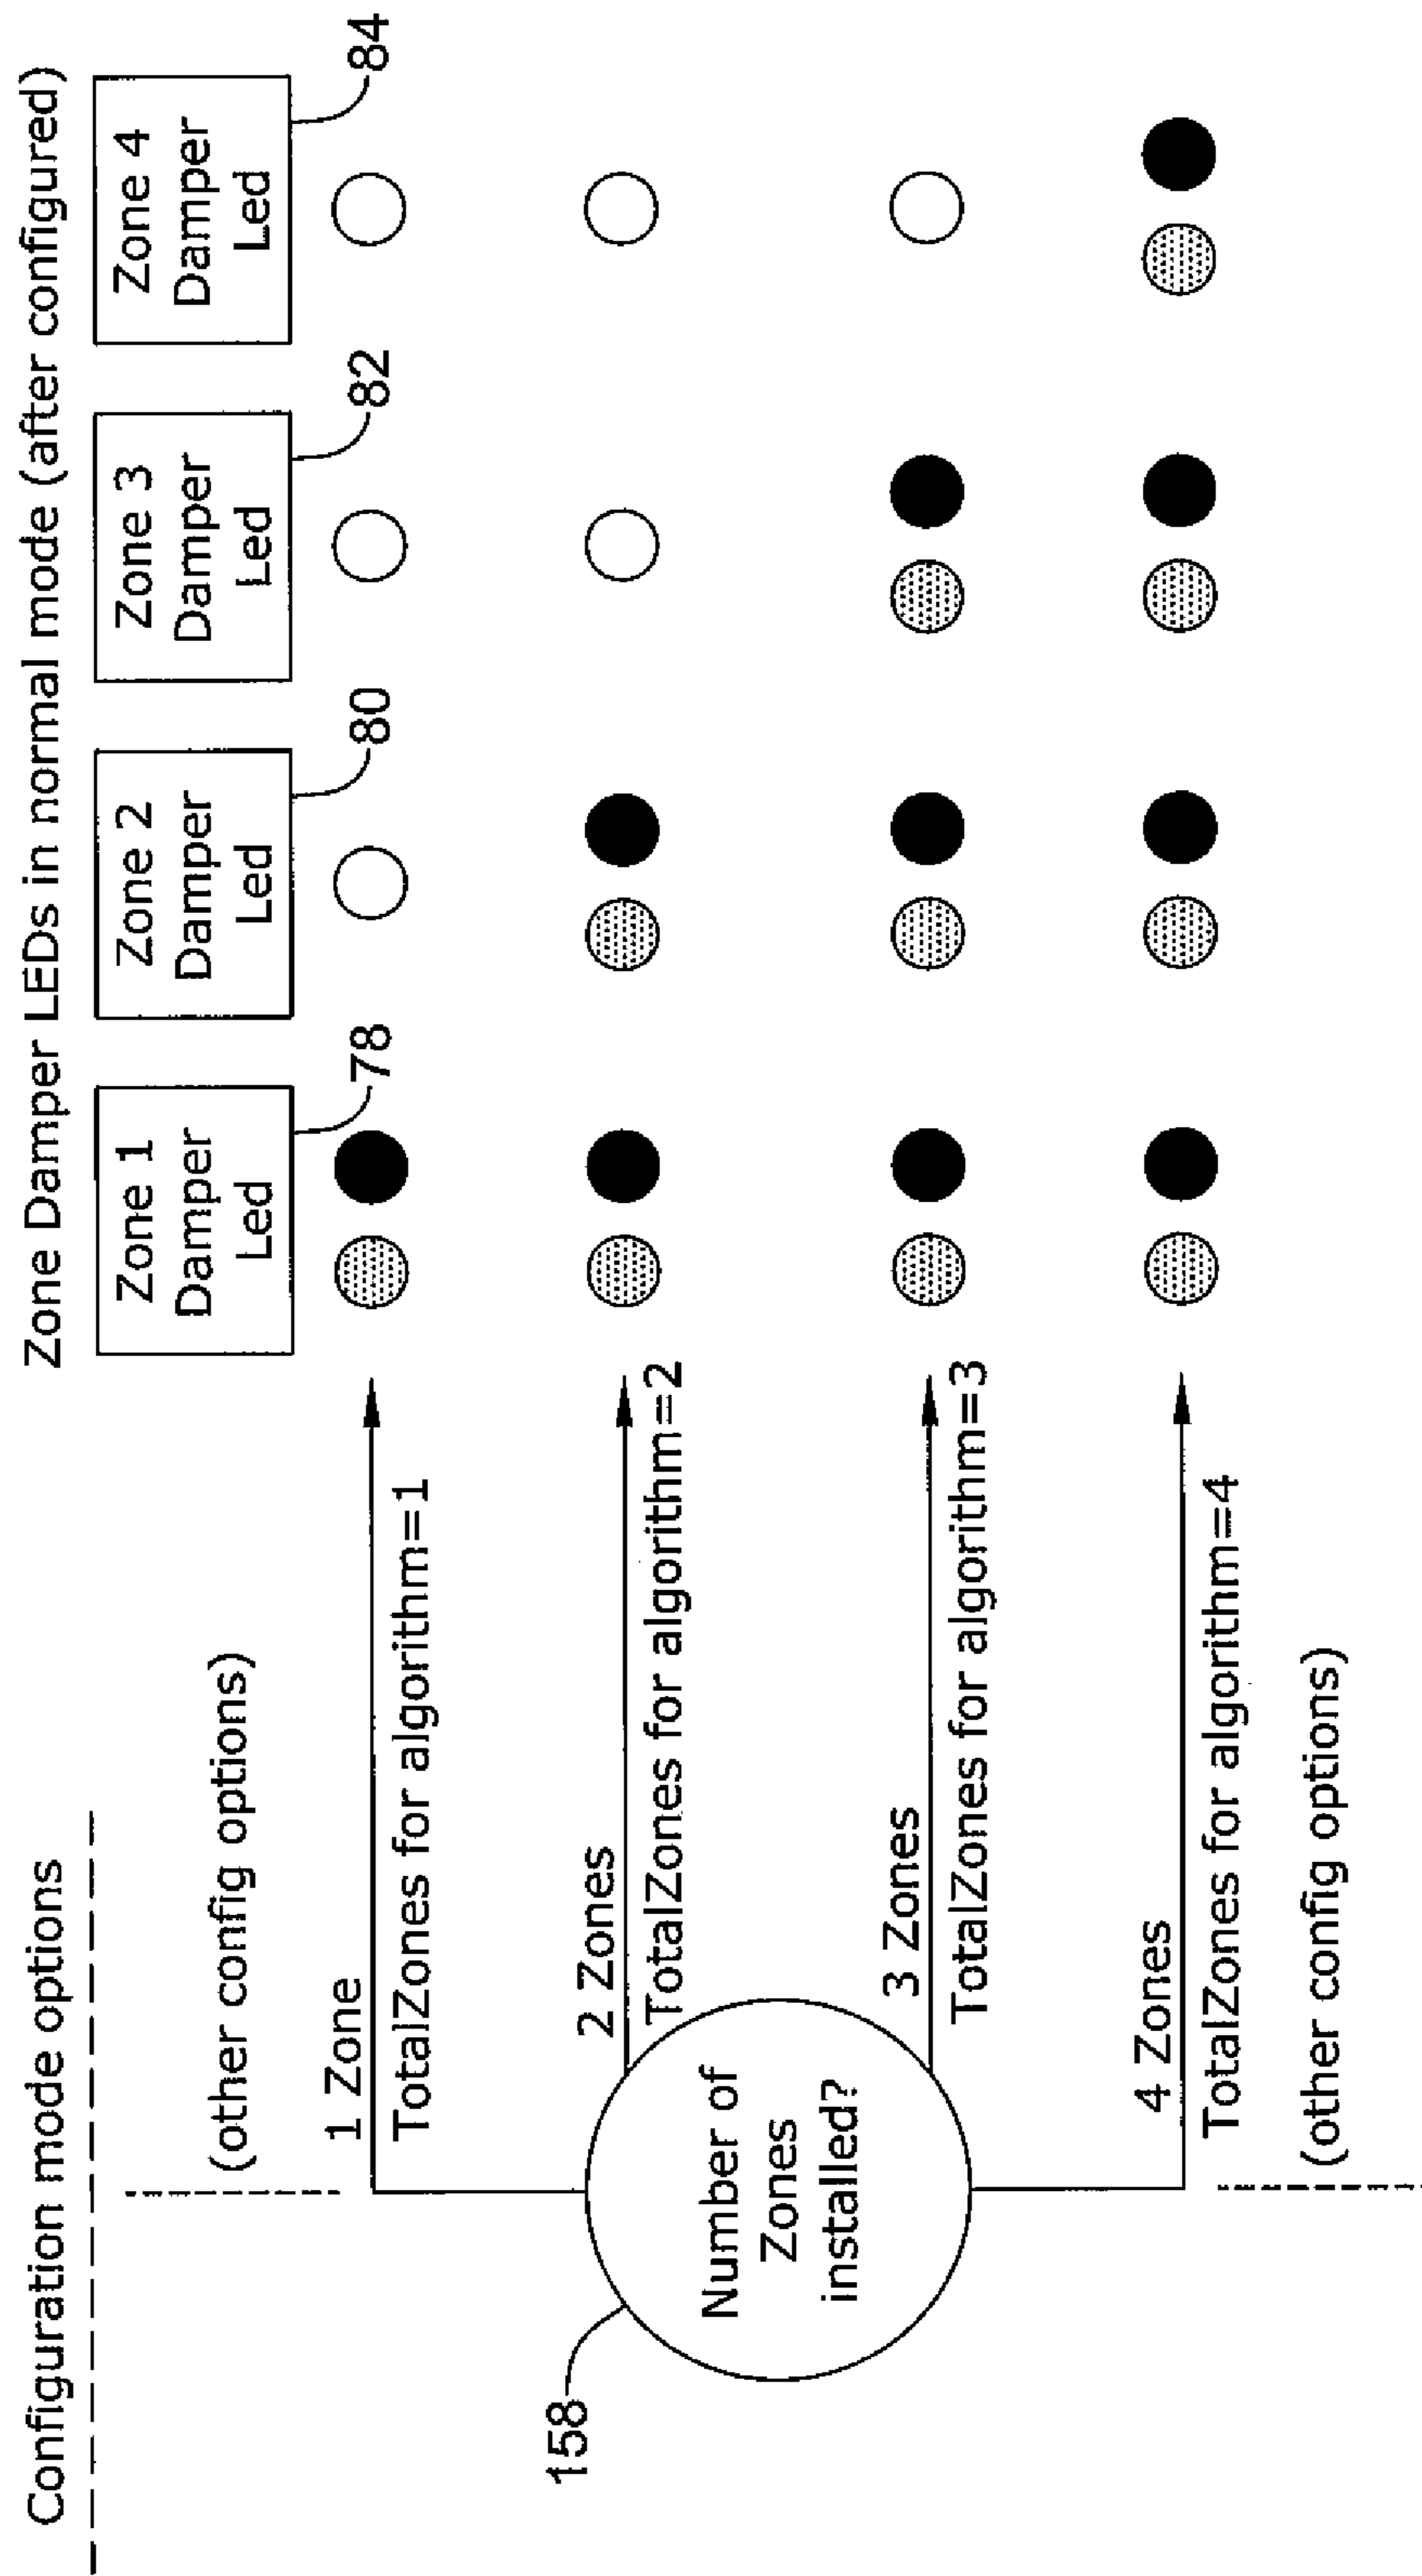 Configuration mode options
Zone Damper LEDs in normal mode (after configured)
Zone 1
Damper
Led
Zone 2
Damper
Led
Zone 3
Damper
Led
Zone 4
Damper
Led
78
80
82
84
(other config options)
1 Zone
TotalZones for algorithm=1
2 Zones
TotalZones for algorithm=2
158
Number of
Zones
installed?
3 Zones
TotalZones for algorithm=3
4 Zones
TotalZones for algorithm=4
(other config options)